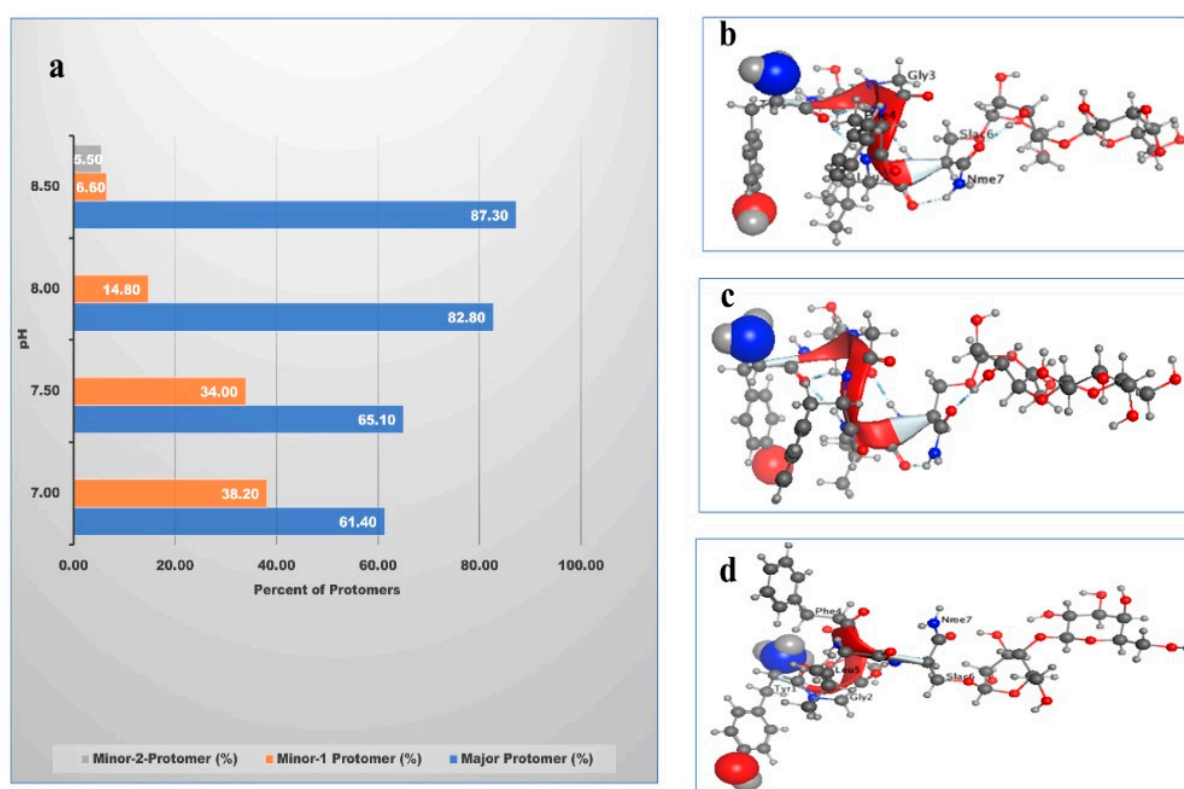 a
5.50
8.50
6.60
87.30
14.80
8.00
82.80
34.00
7.50
65.10
38.20
7.00
61.40
pH
0.00 20.00 40.00 60.00 80.00 100.00
Percent of Protomers
Minor-2-Protomer (%) Minor-1 Protomer (%) Major Protomer (%)
b
Gly3
Slac6
Nme7
c
d
Phe4
Nme7
Leu5
Slac6
Tyr1
Gly2